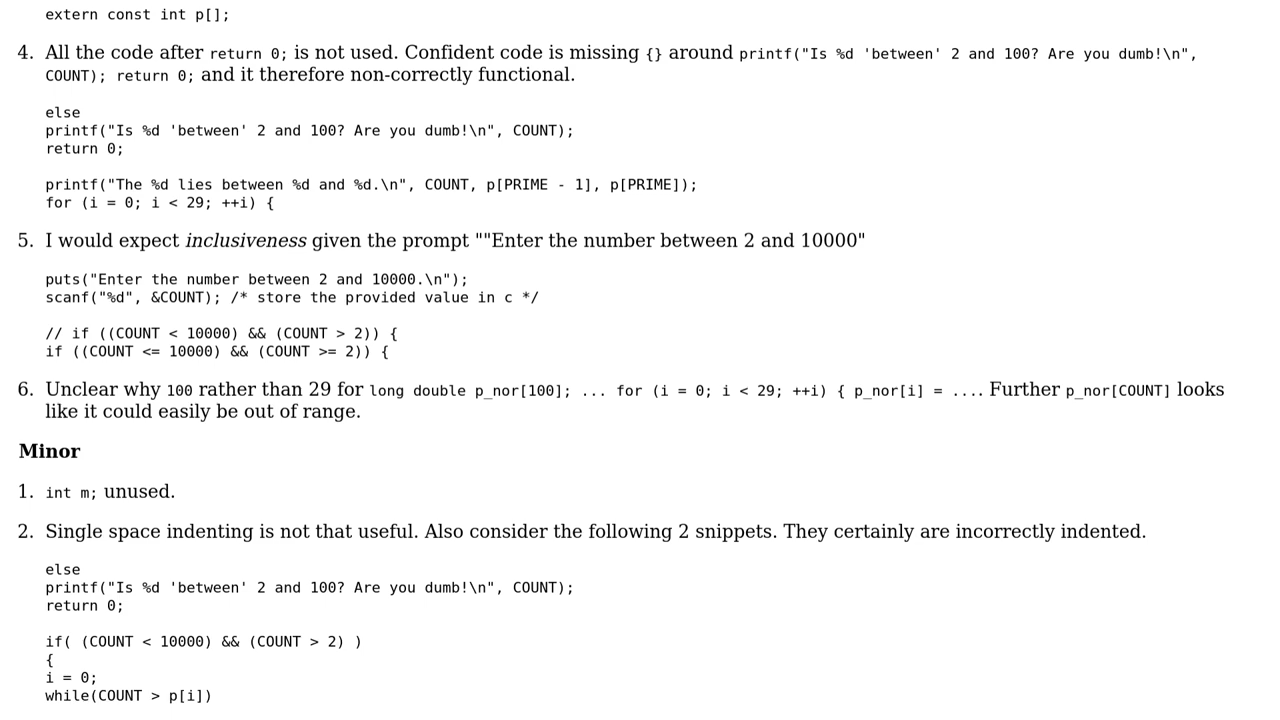 extern const int p[];
4. All the code after return 0; is not used. Confident code is missing {} around printf("Is %d 'between' 2 and 100? Are you dumb!\n",
COUNT); return 0; and it therefore non-correctly functional.
else
printf("Is %d 'between' 2 and 100? Are you dumb!\n", COUNT);
return 0;
printf("The %d lies between %d and %d.\n", COUNT, p[PRIME - 1], p[PRIME]);
for (i = 0; i < 29; ++i) {
5. I would expect inclusiveness given the prompt ""Enter the number between 2 and 10000"
puts("Enter the number between 2 and 10000.\n");
scanf("%d", &COUNT); /* store the provided value in c */
// if ((COUNT < 10000) && (COUNT > 2)) {
if ((COUNT <= 10000) && (COUNT >= 2)) {
6. Unclear why 100 rather than 29 for long double p_nor[100]; ... for (i = 0; i < 29; ++i) { p_nor[i] = .... Further p_nor[COUNT] looks
like it could easily be out of range.
Minor
1. int m; unused.
2. Single space indenting is not that useful. Also consider the following 2 snippets. They certainly are incorrectly indented.
else
printf("Is %d 'between' 2 and 100? Are you dumb!\n", COUNT);
return 0;
if( (COUNT < 10000) && (COUNT > 2) )
{
i = 0;
while(COUNT > p[i])